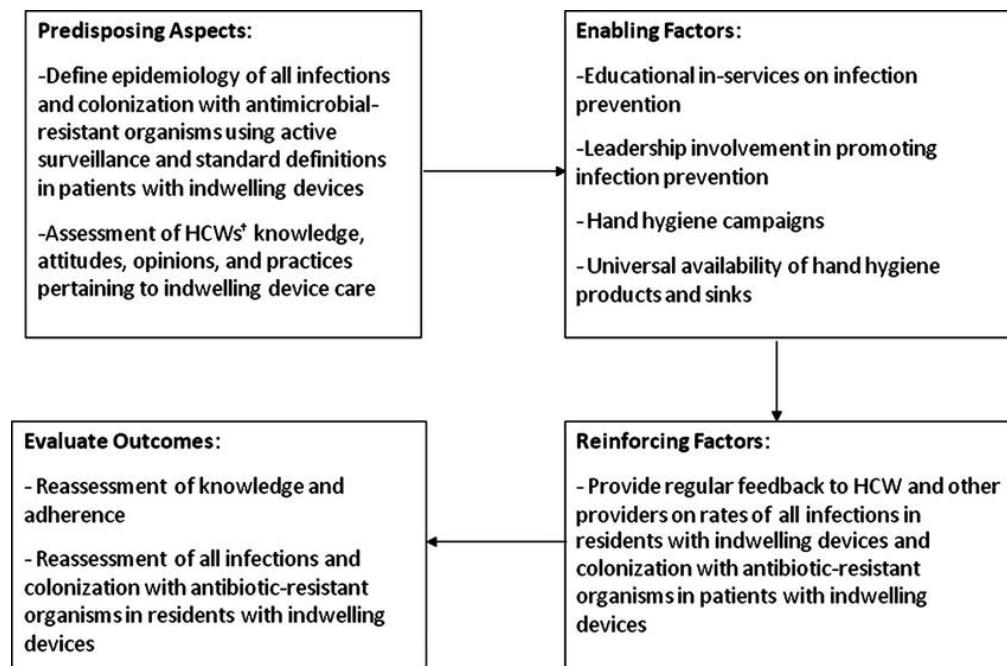 Predisposing Aspects:
-Define epidemiology of all infections
and colonization with antimicrobial-
resistant organisms using active
surveillance and standard definitions
in patients with indwelling devices
-Assessment of HCWs† knowledge,
attitudes, opinions, and practices
pertaining to indwelling device care
Enabling Factors:
-Educational in-services on infection
prevention
-Leadership involvement in promoting
infection prevention
- Hand hygiene campaigns
- Universal availability of hand hygiene
products and sinks
Reinforcing Factors:
- Provide regular feedback to HCW and other
providers on rates of all infections in
residents with indwelling devices and
colonization with antibiotic-resistant
organisms in patients with indwelling
devices
Evaluate Outcomes:
- Reassessment of knowledge and
adherence
- Reassessment of all infections and
colonization with antibiotic-resistant
organisms in residents with indwelling
devices